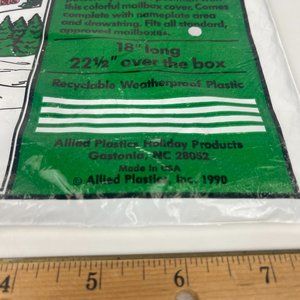 this colorful mailbox cover. Comes
complete with nameplate area
and drawstring. Fits all standard,
approved mailboxes.
18" long
22½" over the box
Recyclable Weatherproof Plastic
Allied Plastics Holiday Products
Gastonia, NC 28052
Made in USA
© Allied Plastics, Inc. 1990
4 5 6 7